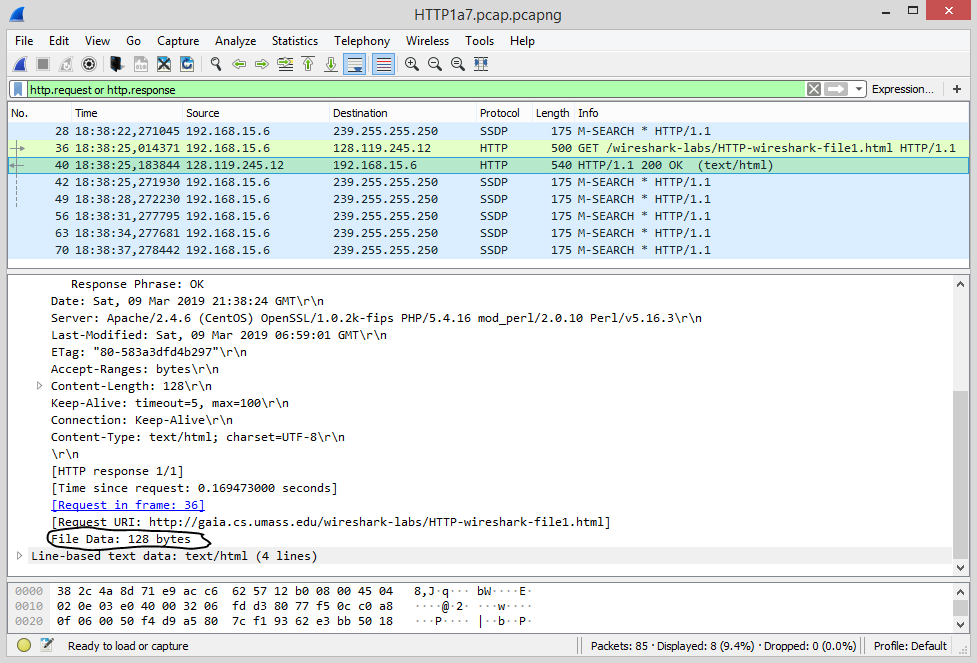 HTTP1a7.pcap.pcapng
File Edit View Go Capture Analyze Statistics Telephony Wireless Tools Help
http.request or http.response Expression... +
No. Time Source Destination Protocol Length Info
28 18:38:22,271045 192.168.15.6 239.255.255.250 SSDP 175 M-SEARCH * HTTP/1.1
36 18:38:25,014371 192.168.15.6 128.119.245.12 HTTP 500 GET /wireshark-labs/HTTP-wireshark-file1.html HTTP/1.1
40 18:38:25,183844 128.119.245.12 192.168.15.6 HTTP 540 HTTP/1.1 200 OK (text/html)
42 18:38:25,271930 192.168.15.6 239.255.255.250 SSDP 175 M-SEARCH * HTTP/1.1
49 18:38:28,272230 192.168.15.6 239.255.255.250 SSDP 175 M-SEARCH * HTTP/1.1
56 18:38:31,277795 192.168.15.6 239.255.255.250 SSDP 175 M-SEARCH * HTTP/1.1
63 18:38:34,277681 192.168.15.6 239.255.255.250 SSDP 175 M-SEARCH * HTTP/1.1
70 18:38:37,278442 192.168.15.6 239.255.255.250 SSDP 175 M-SEARCH * HTTP/1.1
Response Phrase: OK
Date: Sat, 09 Mar 2019 21:38:24 GMT\r\n
Server: Apache/2.4.6 (CentOS) OpenSSL/1.0.2k-fips PHP/5.4.16 mod_perl/2.0.10 Perl/v5.16.3\r\n
Last-Modified: Sat, 09 Mar 2019 06:59:01 GMT\r\n
ETag: "80-583a3dfd4b297"\r\n
Accept-Ranges: bytes\r\n
Content-Length: 128\r\n
Keep-Alive: timeout=5, max=100\r\n
Connection: Keep-Alive\r\n
Content-Type: text/html; charset=UTF-8\r\n
\r\n
[HTTP response 1/1]
[Time since request: 0.169473000 seconds]
[Request in frame: 36]
[Request URI: http://gaia.cs.umass.edu/wireshark-labs/HTTP-wireshark-file1.html]
File Data: 128 bytes
Line-based text data: text/html (4 lines)
0000 38 2c 4a 8d 71 e9 ac c6 62 57 12 b0 08 00 45 04 8,J·q··· bW····E·
0010 02 0e 03 e0 40 00 32 06 fd d3 80 77 f5 0c c0 a8 ····@·2· ···w····
0020 0f 06 00 50 f4 d9 a5 80 7c f1 93 62 e3 bb 50 18 ···P···· |··b··P·
Ready to load or capture Packets: 85 · Displayed: 8 (9.4%) · Dropped: 0 (0.0%) Profile: Default